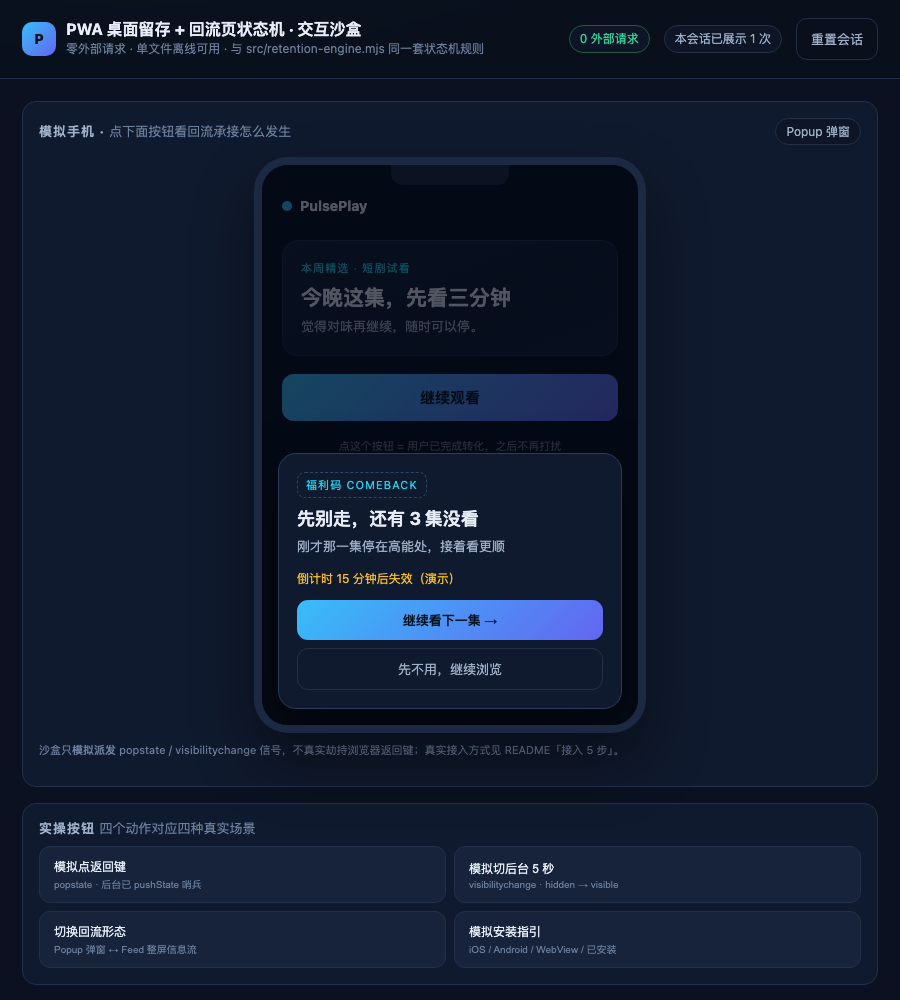 P
PWA 桌面留存 + 回流页状态机 · 交互沙盒
零外部请求 · 单文件离线可用 · 与 src/retention-engine.mjs 同一套状态机规则
0 外部请求
本会话已展示 1 次
重置会话
模拟手机 · 点下面按钮看回流承接怎么发生
Popup 弹窗
PulsePlay
本周精选 · 短剧试看
今晚这集，先看三分钟
觉得对味再继续，随时可以停。
继续观看
点这个按钮 = 用户已完成转化，之后不再打扰
福利码 COMEBACK
先别走，还有 3 集没看
刚才那一集停在高能处，接着看更顺
倒计时 15 分钟后失效（演示）
继续看下一集 →
先不用，继续浏览
沙盒只模拟派发 popstate / visibilitychange 信号，不真实劫持浏览器返回键；真实接入方式见 README「接入 5 步」。
实操按钮 四个动作对应四种真实场景
模拟点返回键
popstate · 后台已 pushState 哨兵
模拟切后台 5 秒
visibilitychange · hidden → visible
切换回流形态
Popup 弹窗 ↔ Feed 整屏信息流
模拟安装指引
iOS / Android / WebView / 已安装